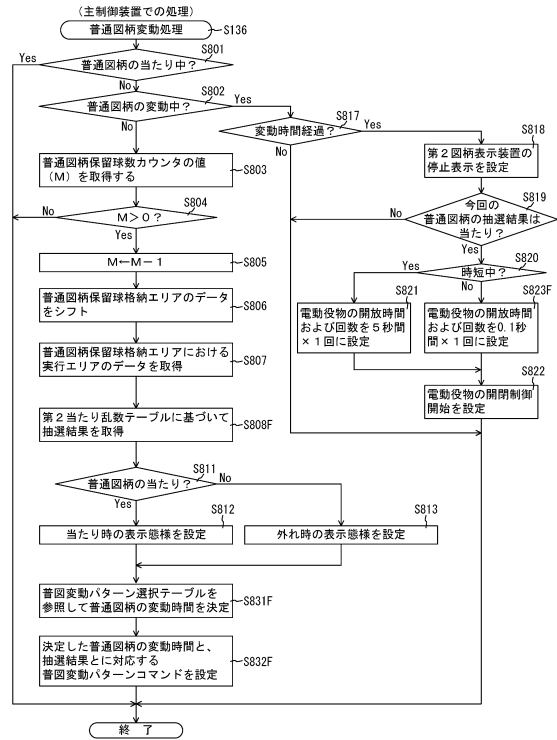 (主制御装置での処理)
普通図柄変動処理
S136
S801
普通図柄の当たり中？
Yes
No
S802
普通図柄の変動中？
Yes
No
普通図柄保留球数カウンタの値
(M)を取得する
S803
S804
M＞0？
No
Yes
M←M−1
S805
普通図柄保留球格納エリアのデータ
をシフト
S806
普通図柄保留球格納エリアにおける
実行エリアのデータを取得
S807
第２当たり乱数テーブルに基づいて
抽選結果を取得
S808F
S811
普通図柄の当たり？
No
Yes
S812
当たり時の表示態様を設定
S813
外れ時の表示態様を設定
普図変動パターン選択テーブルを
参照して普通図柄の変動時間を決定
S831F
決定した普通図柄の変動時間と、
抽選結果とに対応する
普図変動パターンコマンドを設定
S832F
終　了
S817
変動時間経過？
Yes
No
S818
第２図柄表示装置の
停止表示を設定
S819
今回の
普通図柄の抽選結果は
当たり？
No
Yes
S820
時短中？
Yes
No
S821
電動役物の開放時間
および回数を５秒間
×１回に設定
S823F
電動役物の開放時間
および回数を0.1秒
間×１回に設定
S822
電動役物の開閉制御
開始を設定